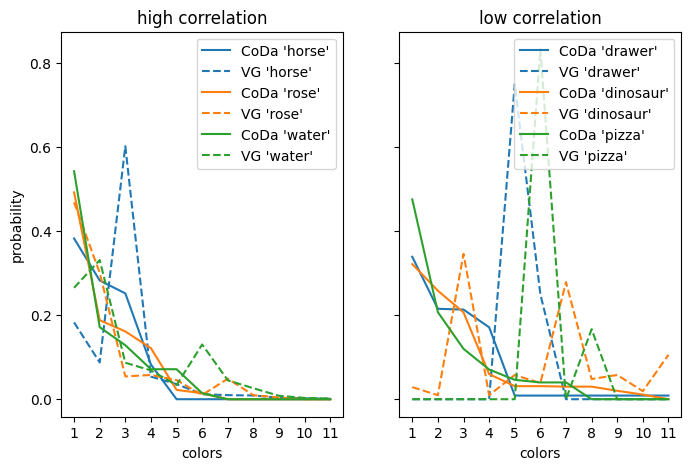 high correlation
low correlation
CoDa 'horse'
VG 'horse'
CoDa 'rose'
VG 'rose'
CoDa 'water'
VG 'water'
CoDa 'drawer'
VG 'drawer'
CoDa 'dinosaur'
VG 'dinosaur'
CoDa 'pizza'
VG 'pizza'
0.8
0.6
0.4
0.2
0.0
probability
1 2 3 4 5 6 7 8 9 10 11
1 2 3 4 5 6 7 8 9 10 11
colors
colors